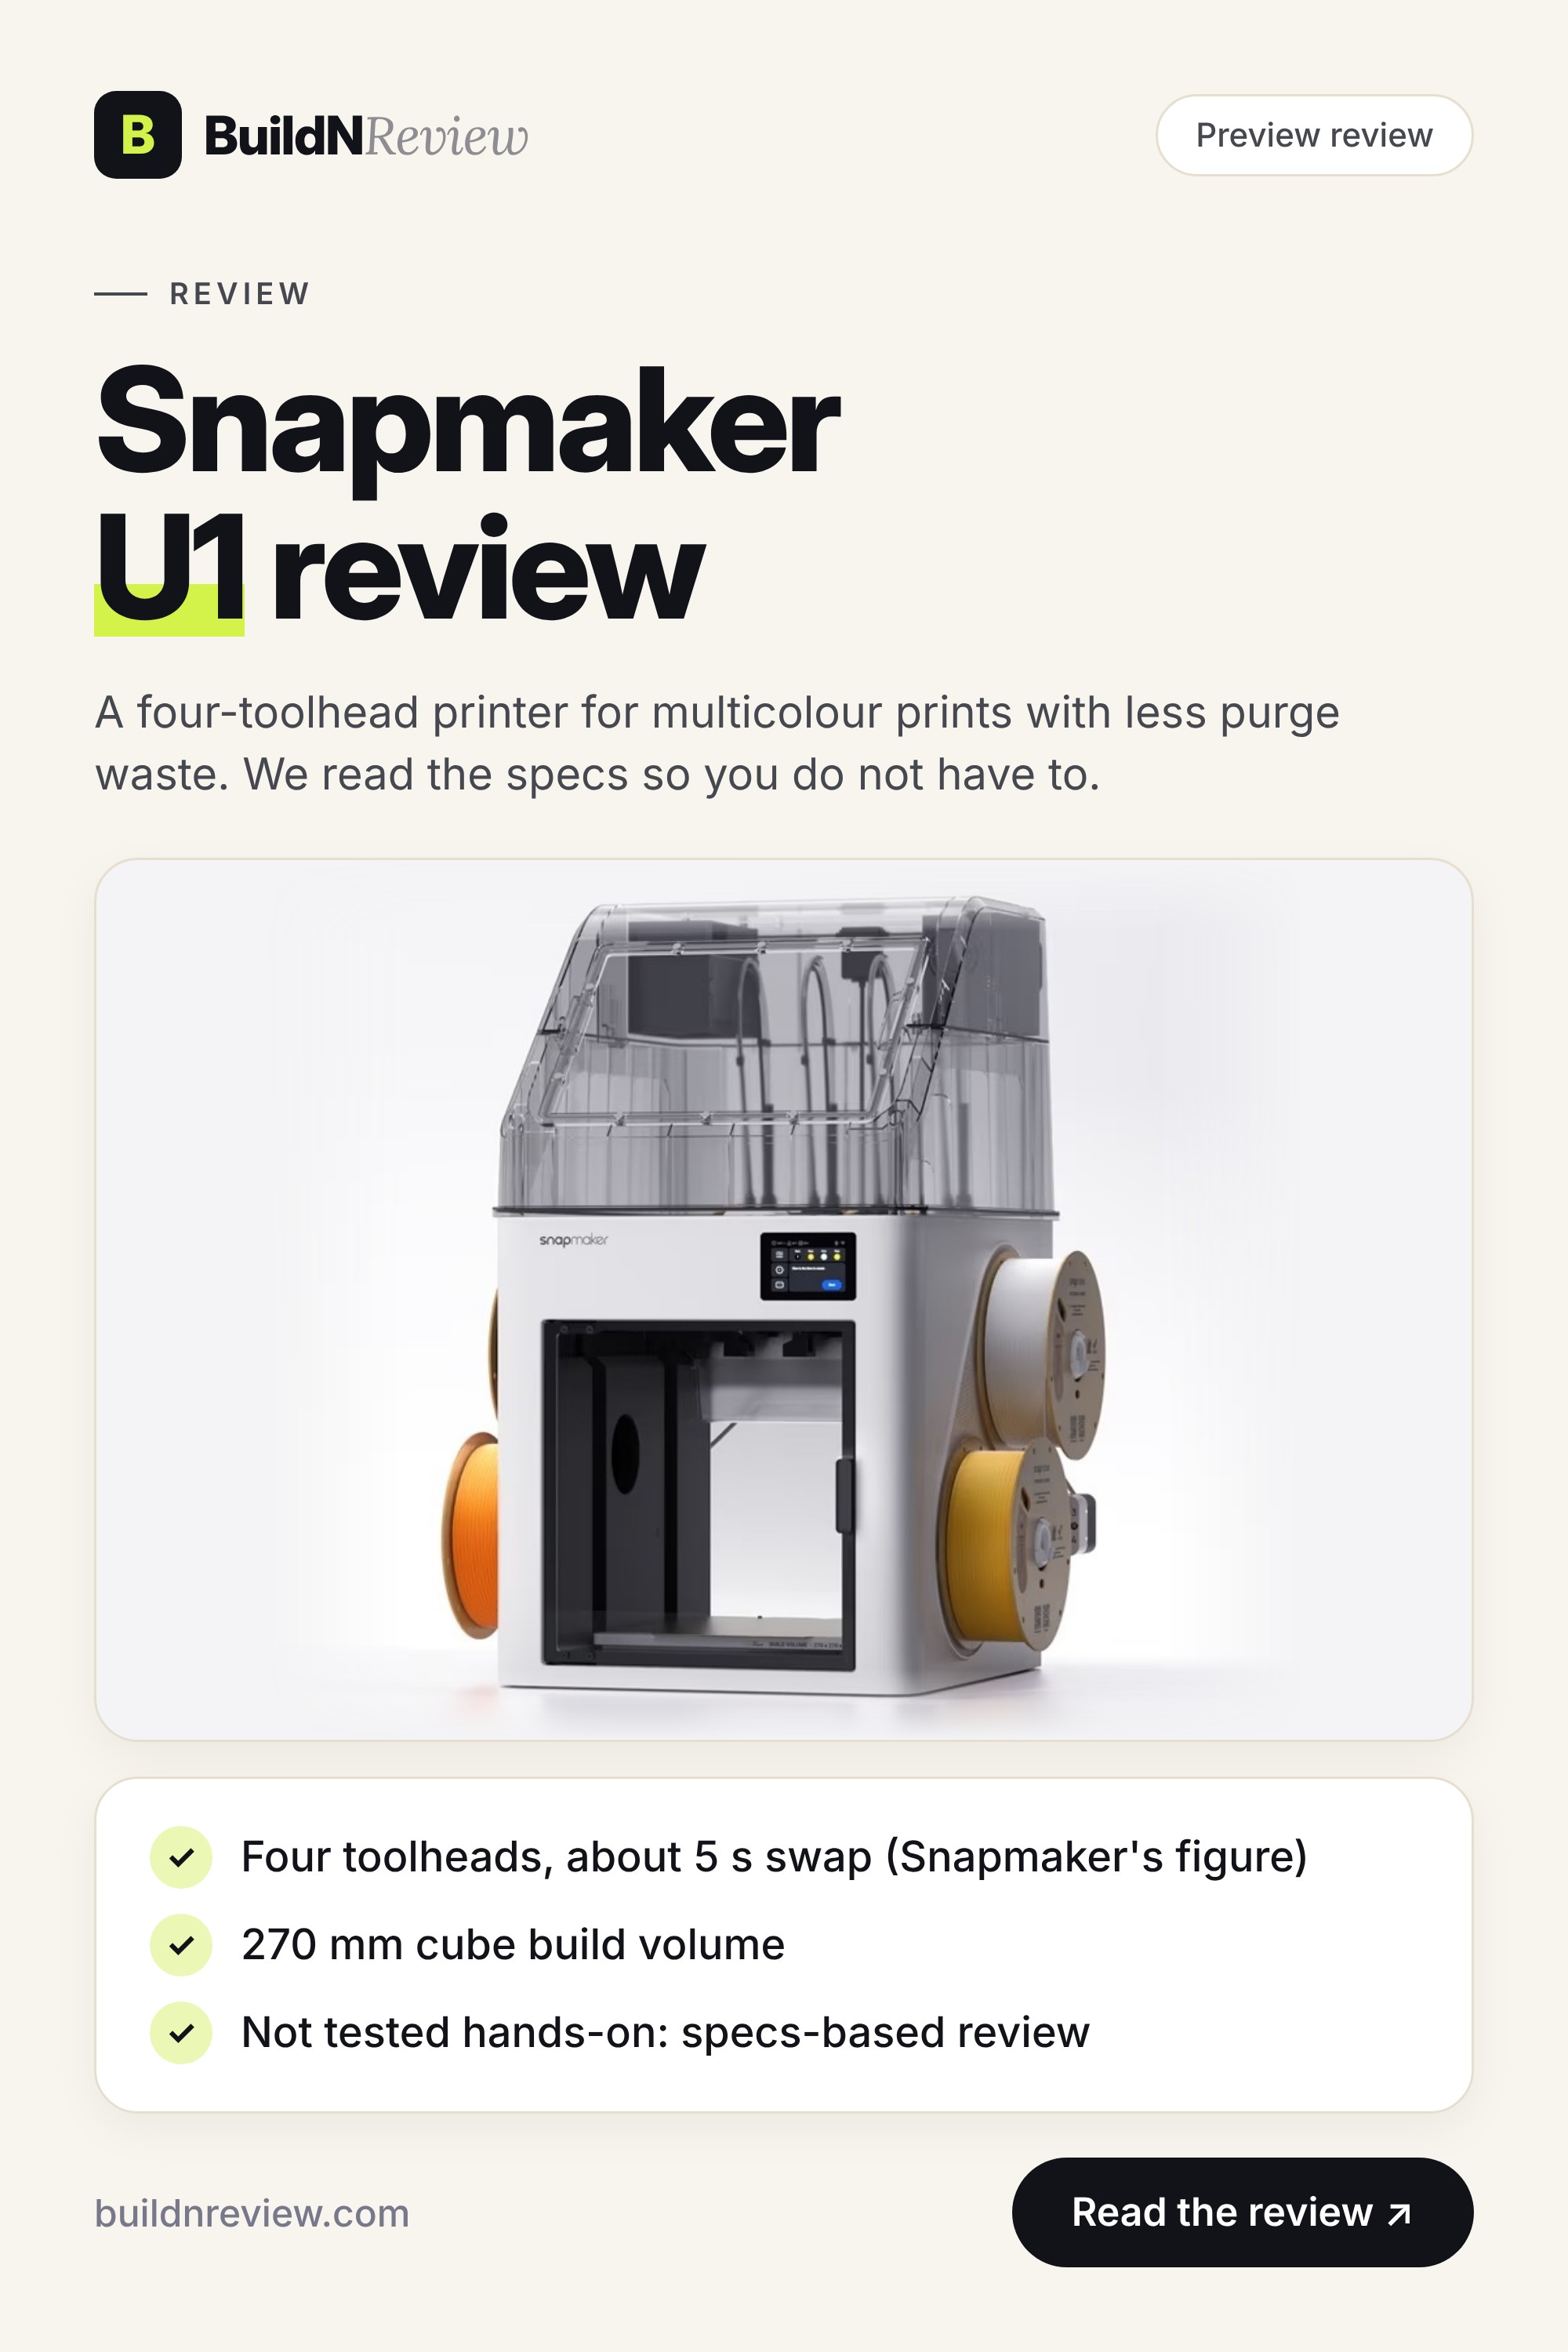 B
BuildNReview
Preview review
REVIEW
Snapmaker
U1 review
A four-toolhead printer for multicolour prints with less purge
waste. We read the specs so you do not have to.
snapmaker
Four toolheads, about 5 s swap (Snapmaker's figure)
270 mm cube build volume
Not tested hands-on: specs-based review
buildnreview.com
Read the review ↗